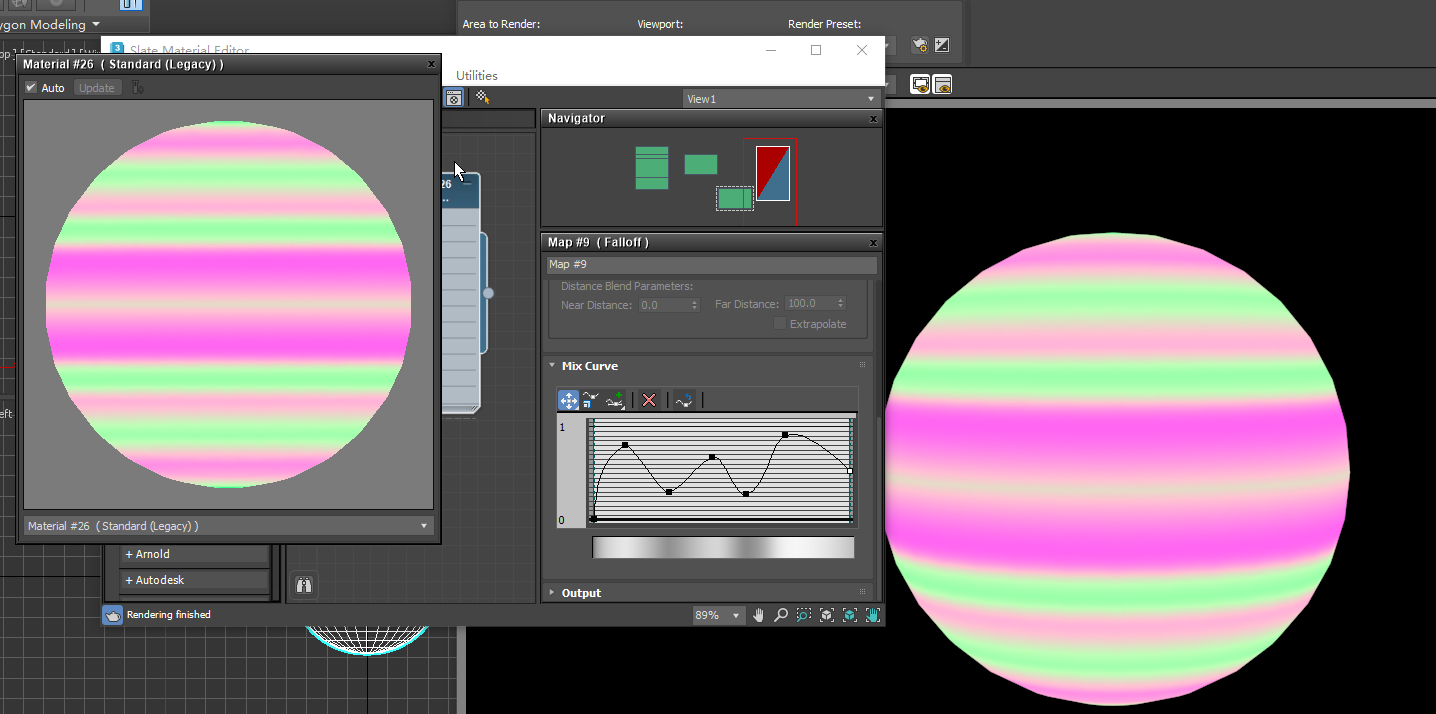 ygon Modeling
Area to Render:
Viewport:
Render Preset:
Slate Material Editor
Material #26 ( Standard (Legacy) )
Auto
Update
Utilities
View1
Navigator
26
..
Map #9 ( Falloff )
Map #9
Distance Blend Parameters:
Near Distance: 0.0
Far Distance: 100.0
Extrapolate
Mix Curve
1
0
eft
Material #26 ( Standard (Legacy) )
+ Arnold
+ Autodesk
Output
Rendering finished
89%